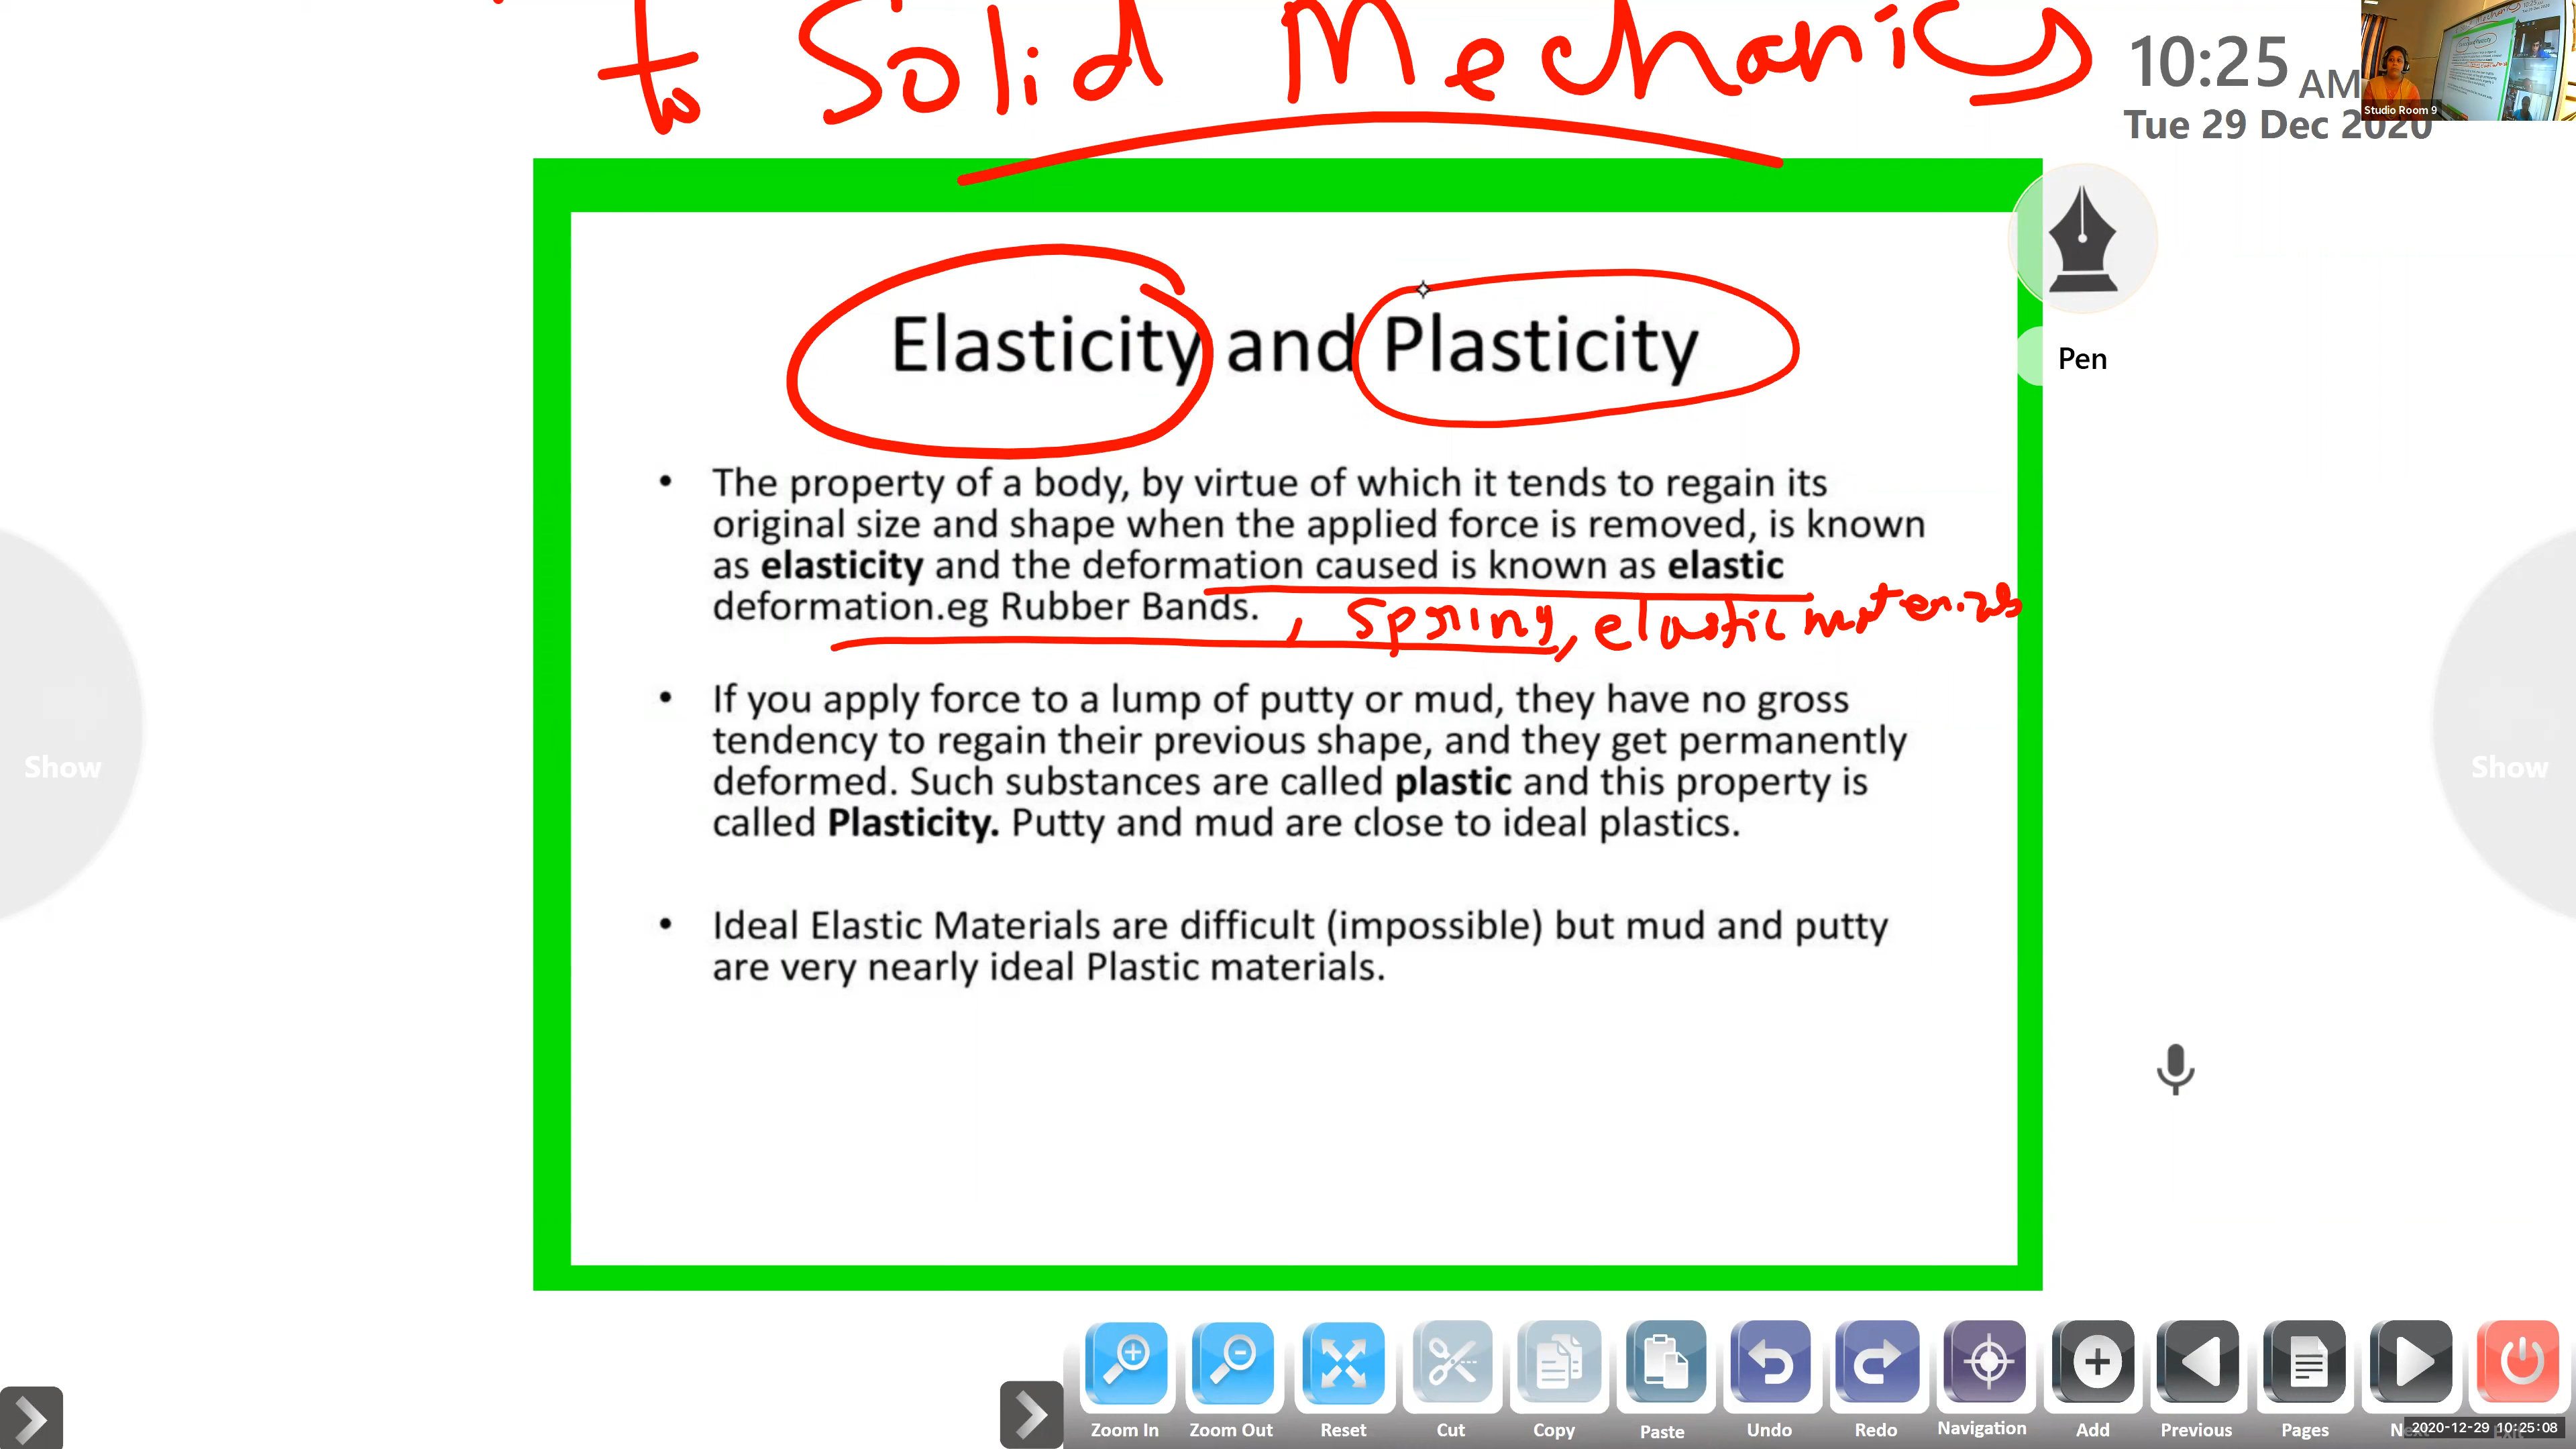 to Solid Mechanics
10:25 AM
Tue 29 Dec 2020
Studio Room 9
Elasticity and Plasticity
Pen
• The property of a body, by virtue of which it tends to regain its
original size and shape when the applied force is removed, is known
as elasticity and the deformation caused is known as elastic
deformation.eg Rubber Bands. , Spring, elastic materials
• If you apply force to a lump of putty or mud, they have no gross
tendency to regain their previous shape, and they get permanently
deformed. Such substances are called plastic and this property is
called Plasticity. Putty and mud are close to ideal plastics.
Show
Show
• Ideal Elastic Materials are difficult (impossible) but mud and putty
are very nearly ideal Plastic materials.
Zoom In Zoom Out Reset Cut Copy Paste Undo Redo Navigation Add Previous Pages
2020-12-29 10:25:08